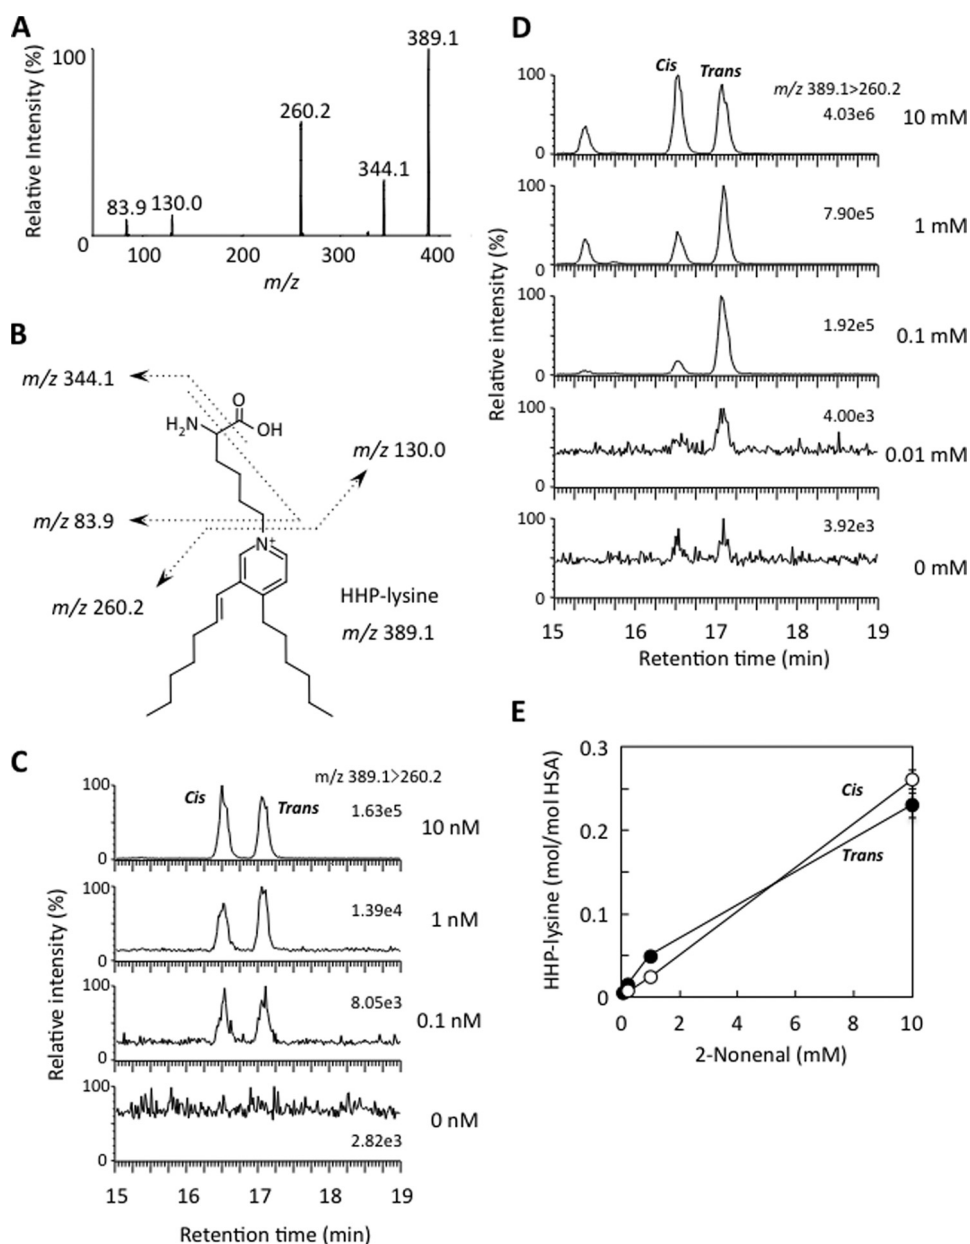 A
Relative Intensity (%)
100
0
83.9
130.0
260.2
344.1
389.1
100
200
300
400
m/z
B
m/z 344.1
H₂N
O
OH
m/z 130.0
m/z 83.9
N⁺
m/z 260.2
HHP-lysine
m/z 389.1
C
Relative intensity (%)
m/z 389.1>260.2
Cis
Trans
100
0
1.63e5
10 nM
100
0
1.39e4
1 nM
100
0
8.05e3
0.1 nM
100
0
2.82e3
0 nM
15
16
17
18
19
Retention time (min)
D
Relative intensity (%)
Cis
Trans
m/z 389.1>260.2
100
0
4.03e6
10 mM
100
0
7.90e5
1 mM
100
0
1.92e5
0.1 mM
100
0
4.00e3
0.01 mM
100
0
3.92e3
0 mM
15
16
17
18
19
Retention time (min)
E
HHP-lysine (mol/mol HSA)
0.3
0.2
0.1
0
Cis
Trans
0
2
4
6
8
10
2-Nonenal (mM)